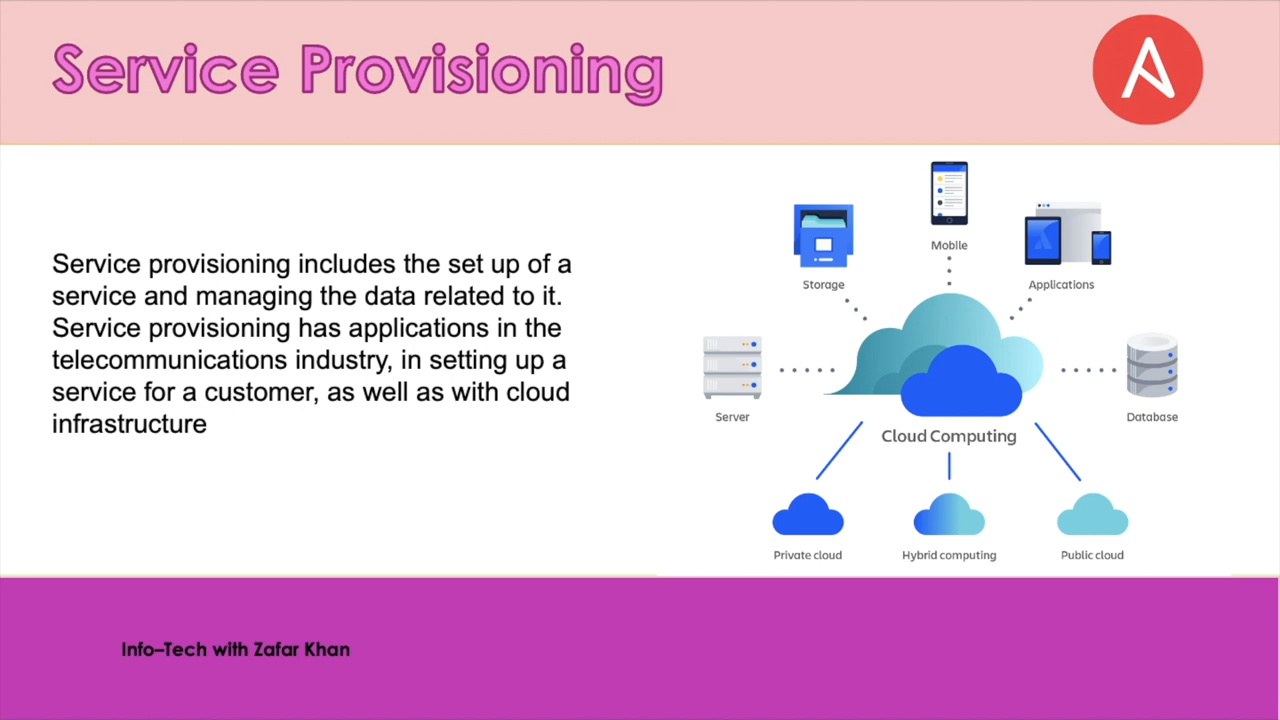 Service Provisioning
Service provisioning includes the set up of a
service and managing the data related to it.
Service provisioning has applications in the
telecommunications industry, in setting up a
service for a customer, as well as with cloud
infrastructure
Mobile
Storage
Applications
Server
Database
Cloud Computing
Private cloud
Hybrid computing
Public cloud
Info–Tech with Zafar Khan